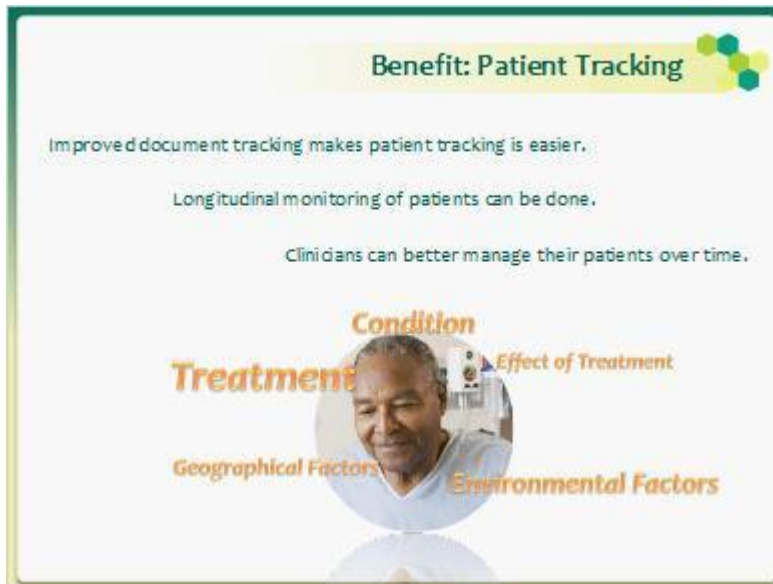 Benefit: Patient Tracking
Improved document tracking makes patient tracking is easier.
Longitudinal monitoring of patients can be done.
Clinicians can better manage their patients over time.
Condition
Treatment
Effect of Treatment
Geographical Factors
Environmental Factors